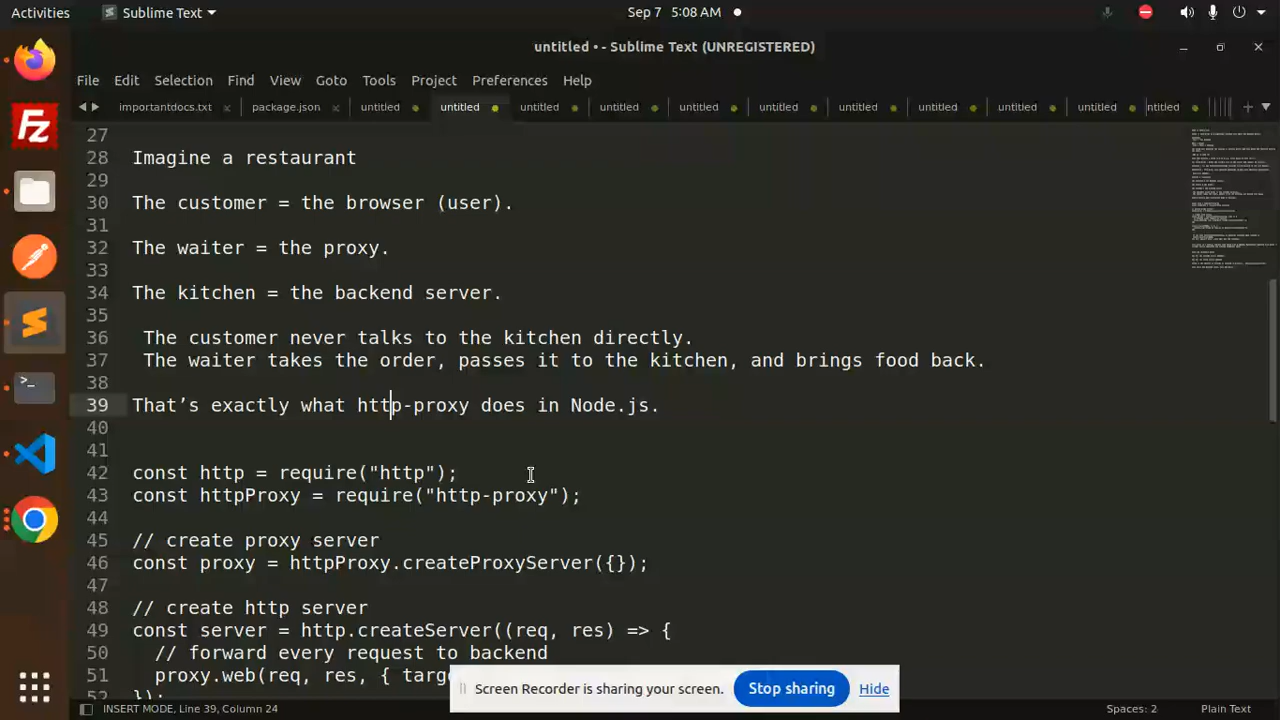 Activities
Sublime Text
Sep 7 5:08 AM
untitled • - Sublime Text (UNREGISTERED)
File Edit Selection Find View Goto Tools Project Preferences Help
importantdocs.txt package.json untitled untitled untitled untitled untitled untitled untitled untitled untitled untitled ntitled
27
28 Imagine a restaurant
29
30 The customer = the browser (user).
31
32 The waiter = the proxy.
33
34 The kitchen = the backend server.
35
36 The customer never talks to the kitchen directly.
37 The waiter takes the order, passes it to the kitchen, and brings food back.
38
39 That’s exactly what http-proxy does in Node.js.
40
41
42 const http = require("http");
43 const httpProxy = require("http-proxy");
44
45 // create proxy server
46 const proxy = httpProxy.createProxyServer({});
47
48 // create http server
49 const server = http.createServer((req, res) => {
50 // forward every request to backend
51 proxy.web(req, res, { targ
52 });
Screen Recorder is sharing your screen. Stop sharing Hide
INSERT MODE, Line 39, Column 24 Spaces: 2 Plain Text